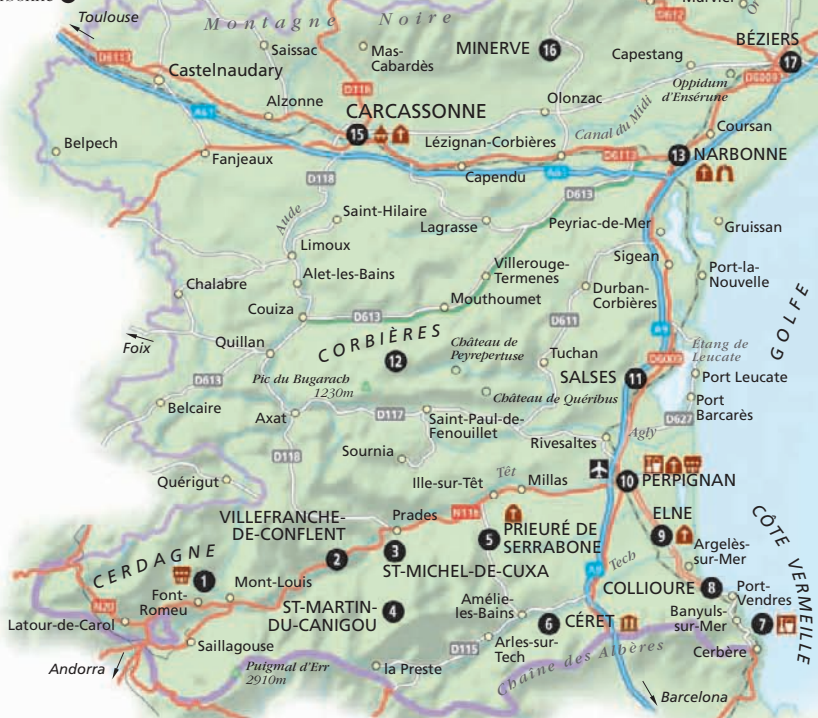 Toulouse
Montagne Noire
D612
BÉZIERS
17
D6113
Saissac
Mas-
Cabardès
MINERVE
16
Capestang
D6009
Castelnaudary
D118
Oppidum
d'Ensérune
Alzonne
A61
CARCASSONNE
15
Olonzac
Canal du Midi
Coursan
Belpech
Fanjeaux
Lézignan-Corbières
D6113
13
NARBONNE
Capendu
A61
D118
D613
Aude
Saint-Hilaire
Lagrasse
Peyriac-de-Mer
Gruissan
Limoux
Sigean
Alet-les-Bains
Villerouge-
Termenes
Port-la-
Nouvelle
Chalabre
Durban-
Corbières
Couiza
D613
Mouthoumet
GOLFE
D611
A9
Foix
Quillan
CORBIÈRES
12
Château de
Peyrepertuse
Étang de
Leucate
D6009
Tuchan
D613
Pic du Bugarach
1230m
SALSES
11
Port Leucate
Château de Quéribus
Belcaire
Port
Barcarès
Axat
D117
Saint-Paul-de-
Fenouillet
D627
Agly
Rivesaltes
D118
Sournia
Quérigut
Têt
Ille-sur-Têt
Millas
10
PERPIGNAN
VILLEFRANCHE-
DE-CONFLENT
Prades
N116
ELNE
9
CÔTE VERMEILLE
5
PRIEURÉ DE
SERRABONE
CERDAGNE
2
3
ST-MICHEL-DE-CUXA
Tech
Argelès-
sur-Mer
1
Mont-Louis
Font-
Romeu
A9
COLLIOURE
8
Port-
Vendres
N20
ST-MARTIN-
DU-CANIGOU
4
Amélie-
les-Bains
Banyuls-
sur-Mer
7
Latour-de-Carol
6
CÉRET
Saillagouse
D115
Arles-sur-
Tech
Cerbère
Andorra
Puigmal d'Err
2910m
la Preste
Chaîne des Albères
Barcelona